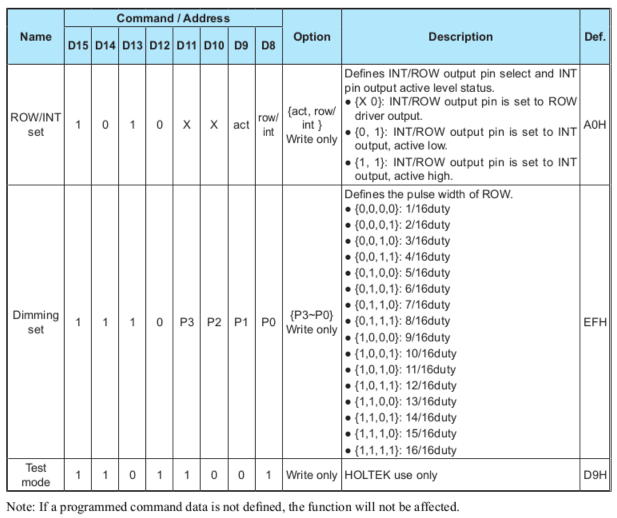 Name Command / Address Option Description Def.
D15 D14 D13 D12 D11 D10 D9 D8
ROW/INT set 1 0 1 0 X X act row/int {act, row/int } Write only A0H
Defines INT/ROW output pin select and INT
pin output active level status.
● {X 0}: INT/ROW output pin is set to ROW
driver output.
● {0, 1}: INT/ROW output pin is set to INT
output, active low.
● {1, 1}: INT/ROW output pin is set to INT
output, active high.
Dimming set 1 1 1 0 P3 P2 P1 P0 {P3~P0} Write only EFH
Defines the pulse width of ROW.
● {0,0,0,0}: 1/16duty
● {0,0,0,1}: 2/16duty
● {0,0,1,0}: 3/16duty
● {0,0,1,1}: 4/16duty
● {0,1,0,0}: 5/16duty
● {0,1,0,1}: 6/16duty
● {0,1,1,0}: 7/16duty
● {0,1,1,1}: 8/16duty
● {1,0,0,0}: 9/16duty
● {1,0,0,1}: 10/16duty
● {1,0,1,0}: 11/16duty
● {1,0,1,1}: 12/16duty
● {1,1,0,0}: 13/16duty
● {1,1,0,1}: 14/16duty
● {1,1,1,0}: 15/16duty
● {1,1,1,1}: 16/16duty
Test mode 1 1 0 1 1 0 0 1 Write only HOLTEK use only D9H
Note: If a programmed command data is not defined, the function will not be affected.